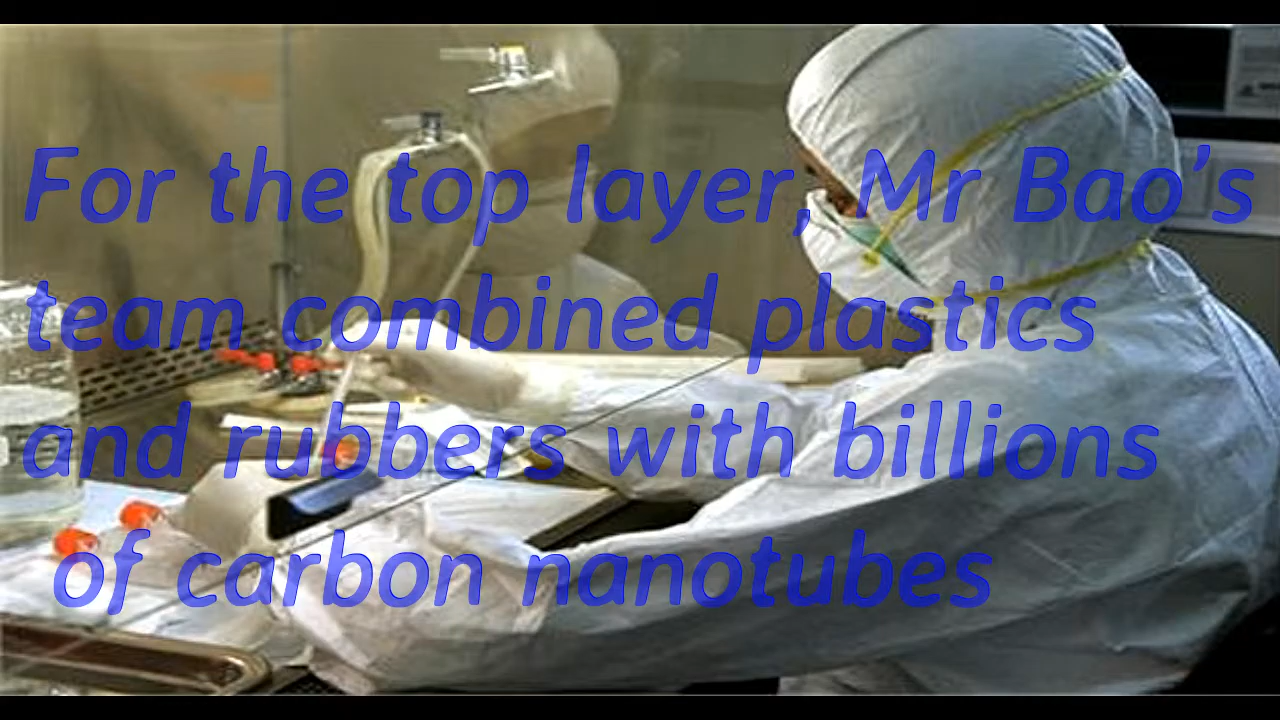 For the top layer, Mr Bao’s
team combined plastics
and rubbers with billions
of carbon nanotubes